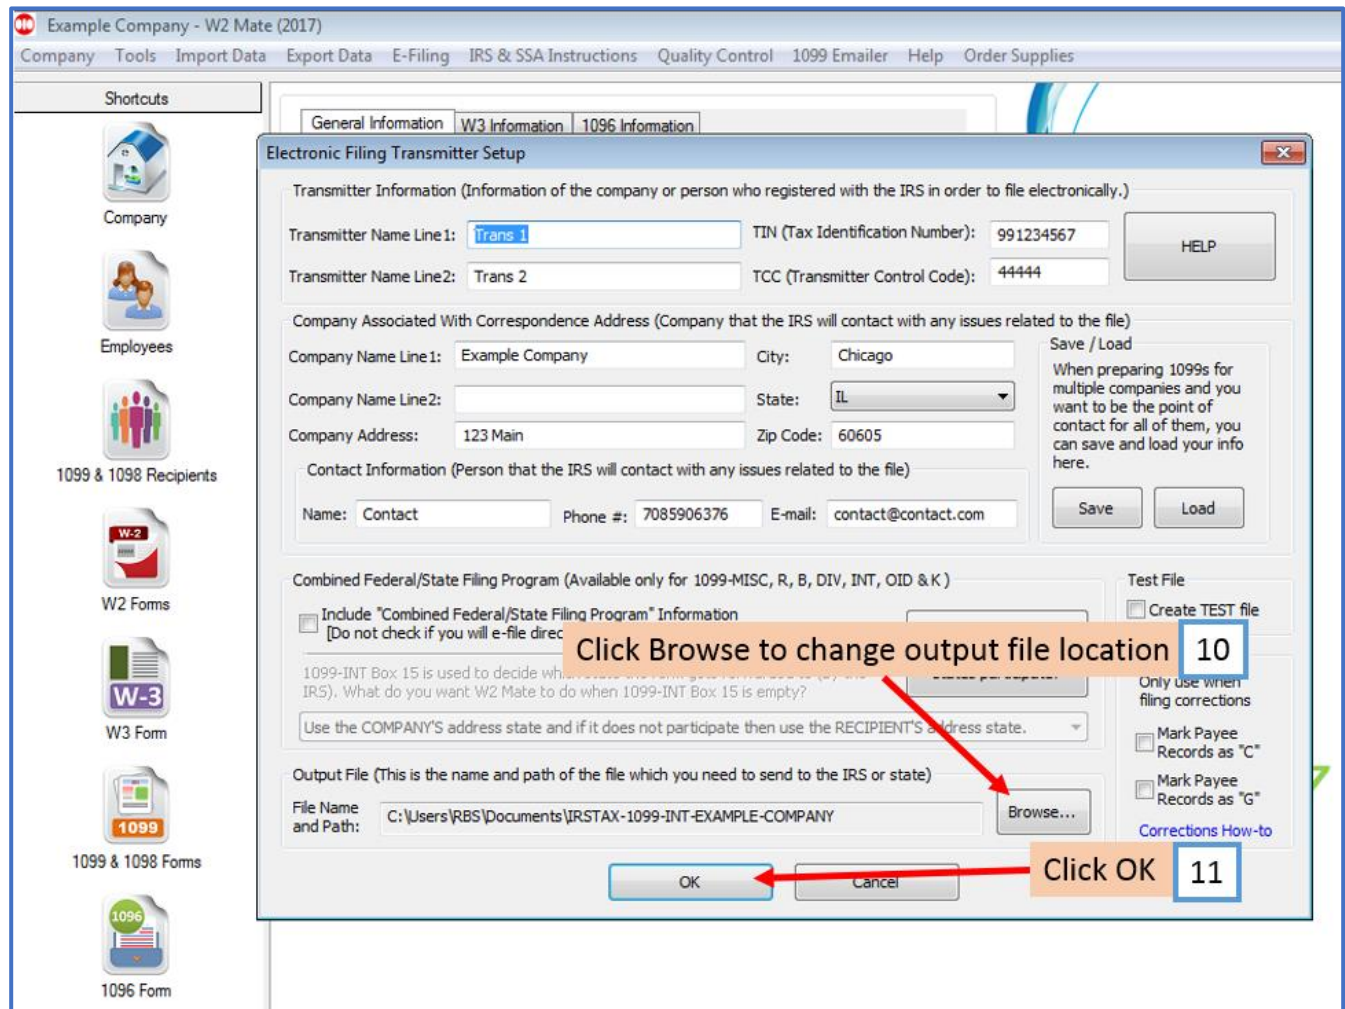 Example Company - W2 Mate (2017)
Company Tools Import Data Export Data E-Filing IRS & SSA Instructions Quality Control 1099 Emailer Help Order Supplies
Shortcuts
Company
Employees
1099 & 1098 Recipients
W-2
W2 Forms
W-3
W3 Form
1099
1099 & 1098 Forms
1096
1096 Form
General Information W3 Information 1096 Information
Electronic Filing Transmitter Setup
Transmitter Information (Information of the company or person who registered with the IRS in order to file electronically.)
Transmitter Name Line1: Trans 1 TIN (Tax Identification Number): 991234567
HELP
Transmitter Name Line2: Trans 2 TCC (Transmitter Control Code): 44444
Company Associated With Correspondence Address (Company that the IRS will contact with any issues related to the file)
Company Name Line1: Example Company City: Chicago
Company Name Line2: State: IL
Company Address: 123 Main Zip Code: 60605
Save / Load
When preparing 1099s for
multiple companies and you
want to be the point of
contact for all of them, you
can save and load your info
here.
Save Load
Contact Information (Person that the IRS will contact with any issues related to the file)
Name: Contact Phone #: 7085906376 E-mail: contact@contact.com
Combined Federal/State Filing Program (Available only for 1099-MISC, R, B, DIV, INT, OID & K )
Include "Combined Federal/State Filing Program" Information
[Do not check if you will e-file direc
Test File
Create TEST file
Click Browse to change output file location 10
1099-INT Box 15 is used to decide
IRS). What do you want W2 Mate to do when 1099-INT Box 15 is empty?
Use the COMPANY'S address state and if it does not participate then use the RECIPIENT'S address state.
Only use when
filing corrections
Mark Payee
Records as "C"
Mark Payee
Records as "G"
Corrections How-to
Output File (This is the name and path of the file which you need to send to the IRS or state)
File Name
and Path: C:\Users\RBS\Documents\IRSTAX-1099-INT-EXAMPLE-COMPANY Browse...
OK Cancel
Click OK 11